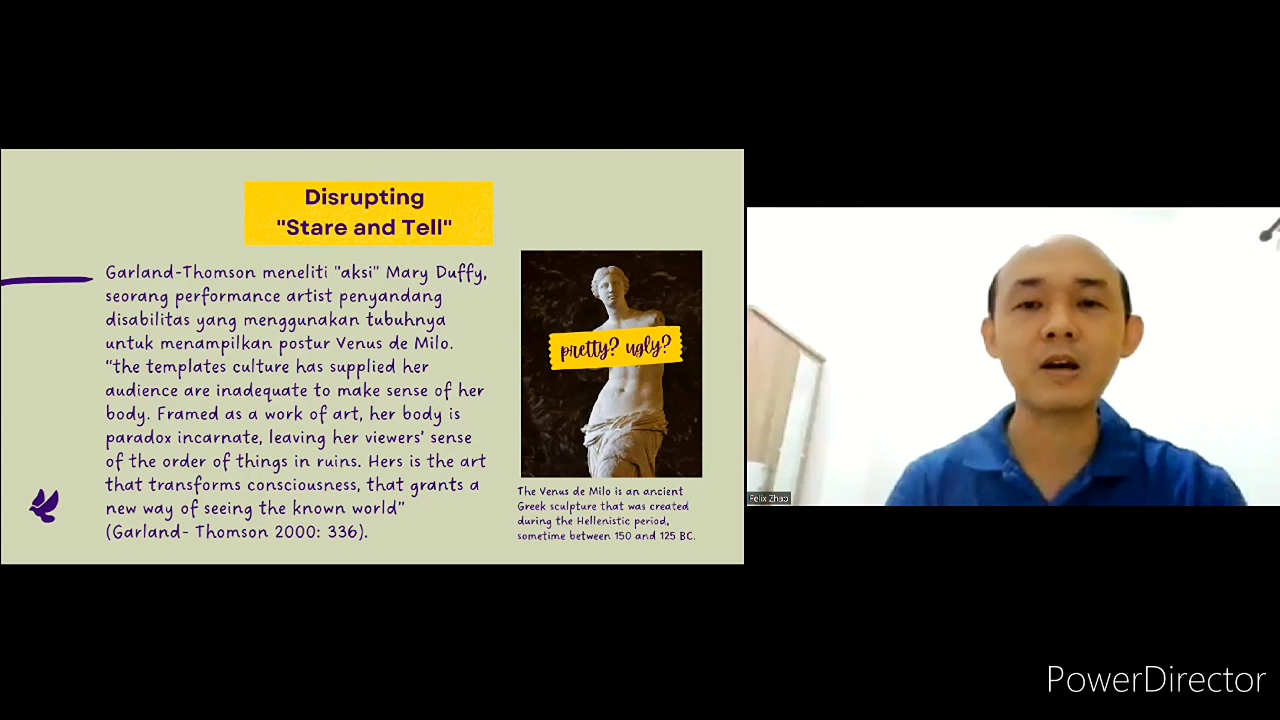 Disrupting
"Stare and Tell"
Garland-Thomson meneliti "aksi" Mary Duffy,
seorang performance artist penyandang
disabilitas yang menggunakan tubuhnya
untuk menampilkan postur Venus de Milo.
“the templates culture has supplied her
audience are inadequate to make sense of her
body. Framed as a work of art, her body is
paradox incarnate, leaving her viewers’ sense
of the order of things in ruins. Hers is the art
that transforms consciousness, that grants a
new way of seeing the known world”
(Garland- Thomson 2000: 336).
pretty? ugly?
The Venus de Milo is an ancient
Greek sculpture that was created
during the Hellenistic period,
sometime between 150 and 125 BC.
Felix Zhao
PowerDirector